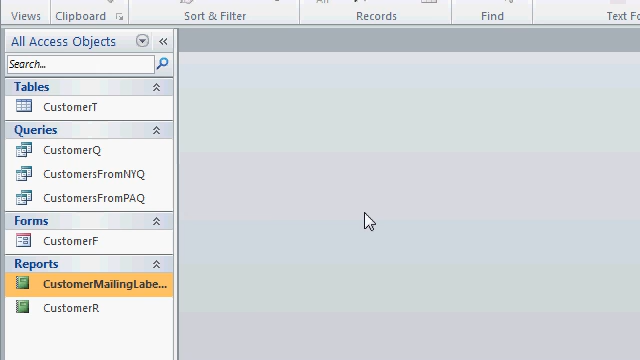 Views Clipboard Sort & Filter Records Find Text Fo
All Access Objects
Search...
Tables
CustomerT
Queries
CustomerQ
CustomersFromNYQ
CustomersFromPAQ
Forms
CustomerF
Reports
CustomerMailingLabe...
CustomerR